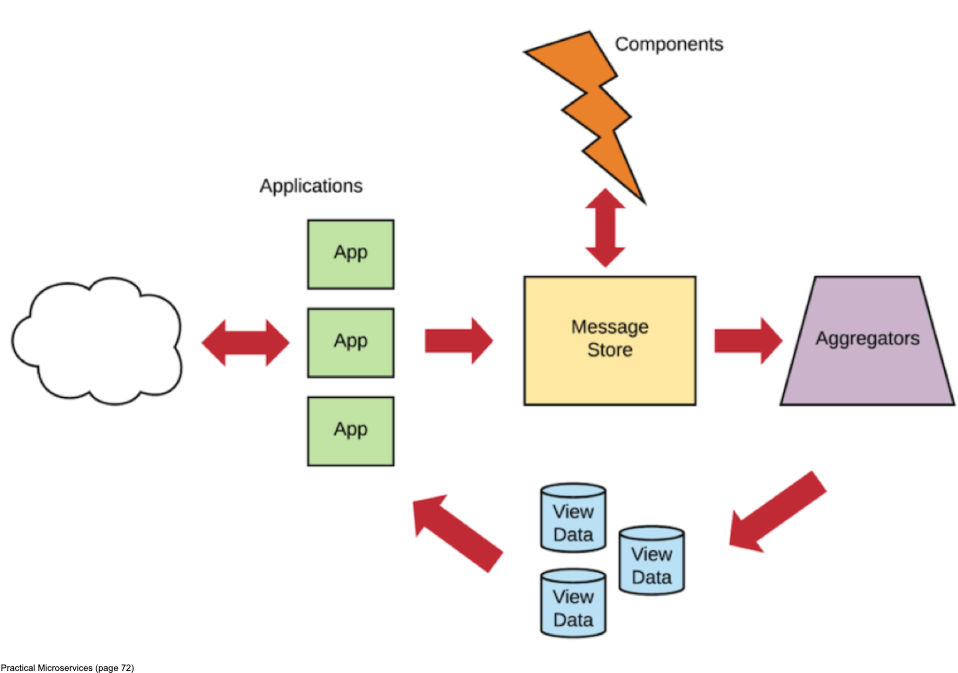 Components
Applications
App
App
App
Message
Store
Aggregators
View
Data
View
Data
View
Data
Practical Microservices (page 72)